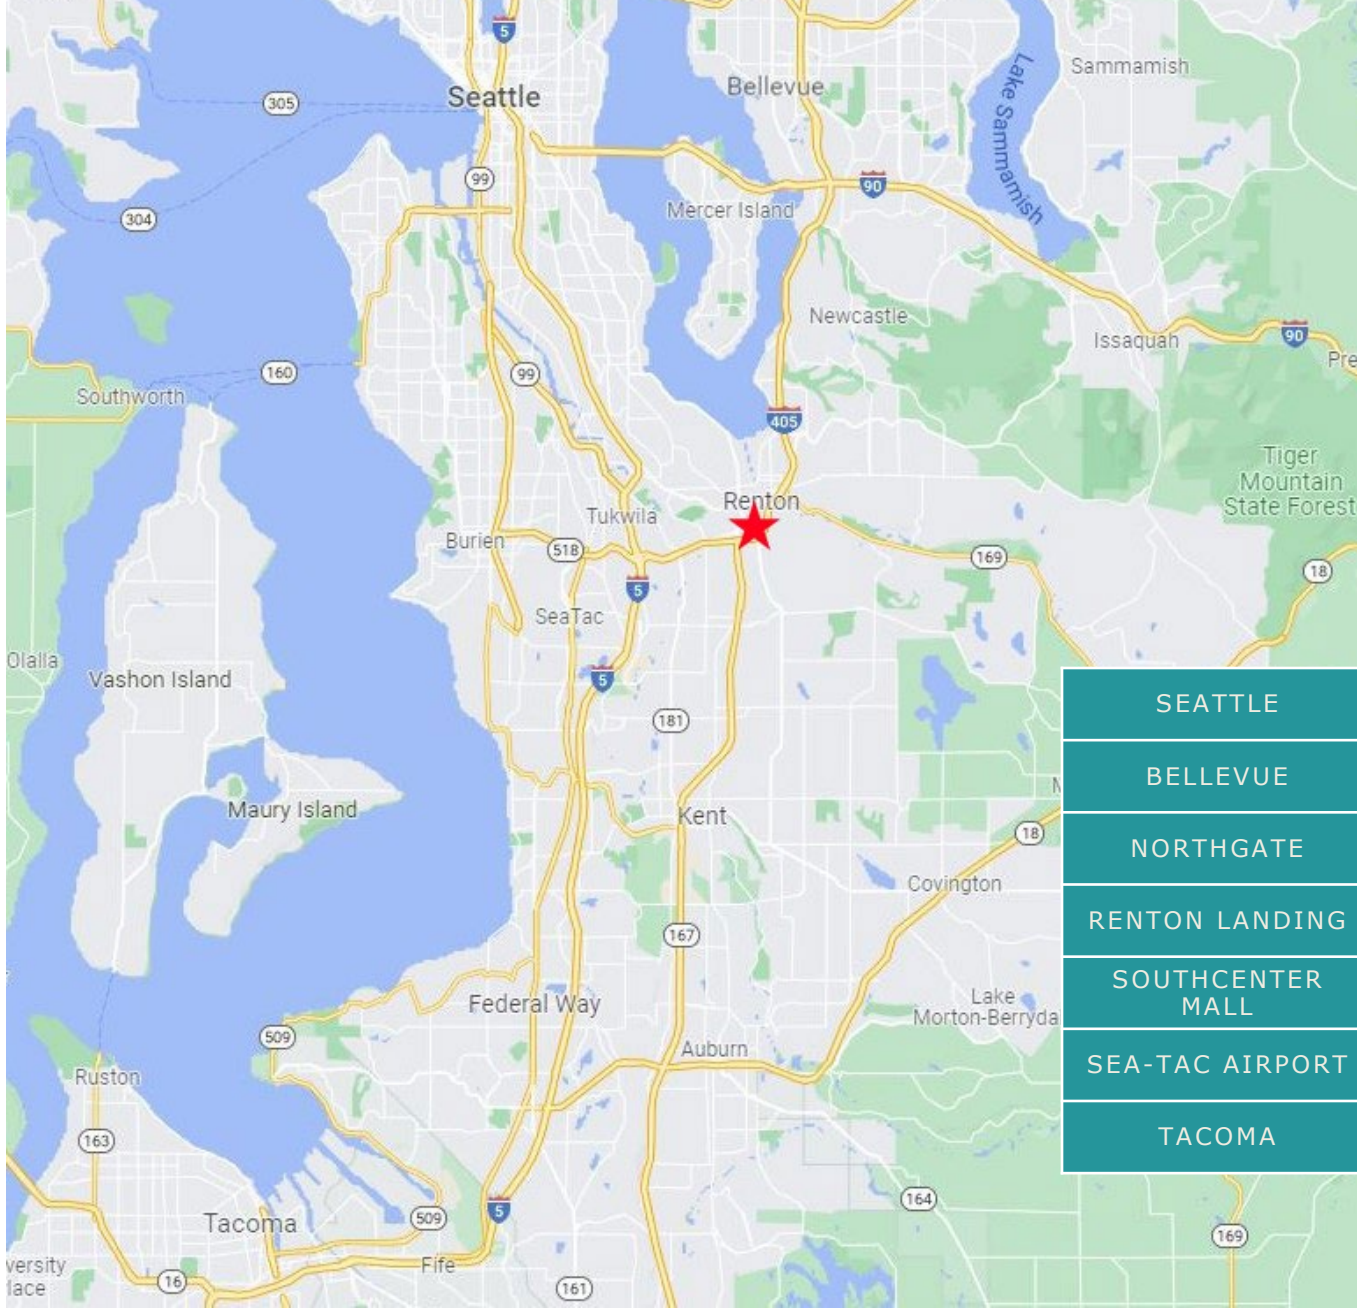 5
Sammamish
Bellevue
Seattle
305
Lake Sammamish
99
90
304
Mercer Island
Newcastle
90
Issaquah
Pre
160
99
Southworth
405
Tiger
Mountain
State Forest
Renton
Tukwila
Burien
518
169
18
5
SeaTac
Olalla
Vashon Island
5
181
SEATTLE
BELLEVUE
Maury Island
Kent
18
NORTHGATE
Covington
RENTON LANDING
167
SOUTHCENTER
MALL
Lake
Morton-Berryda
Federal Way
509
Auburn
SEA-TAC AIRPORT
Ruston
163
TACOMA
164
5
Tacoma
509
169
Fife
versity
lace
16
161